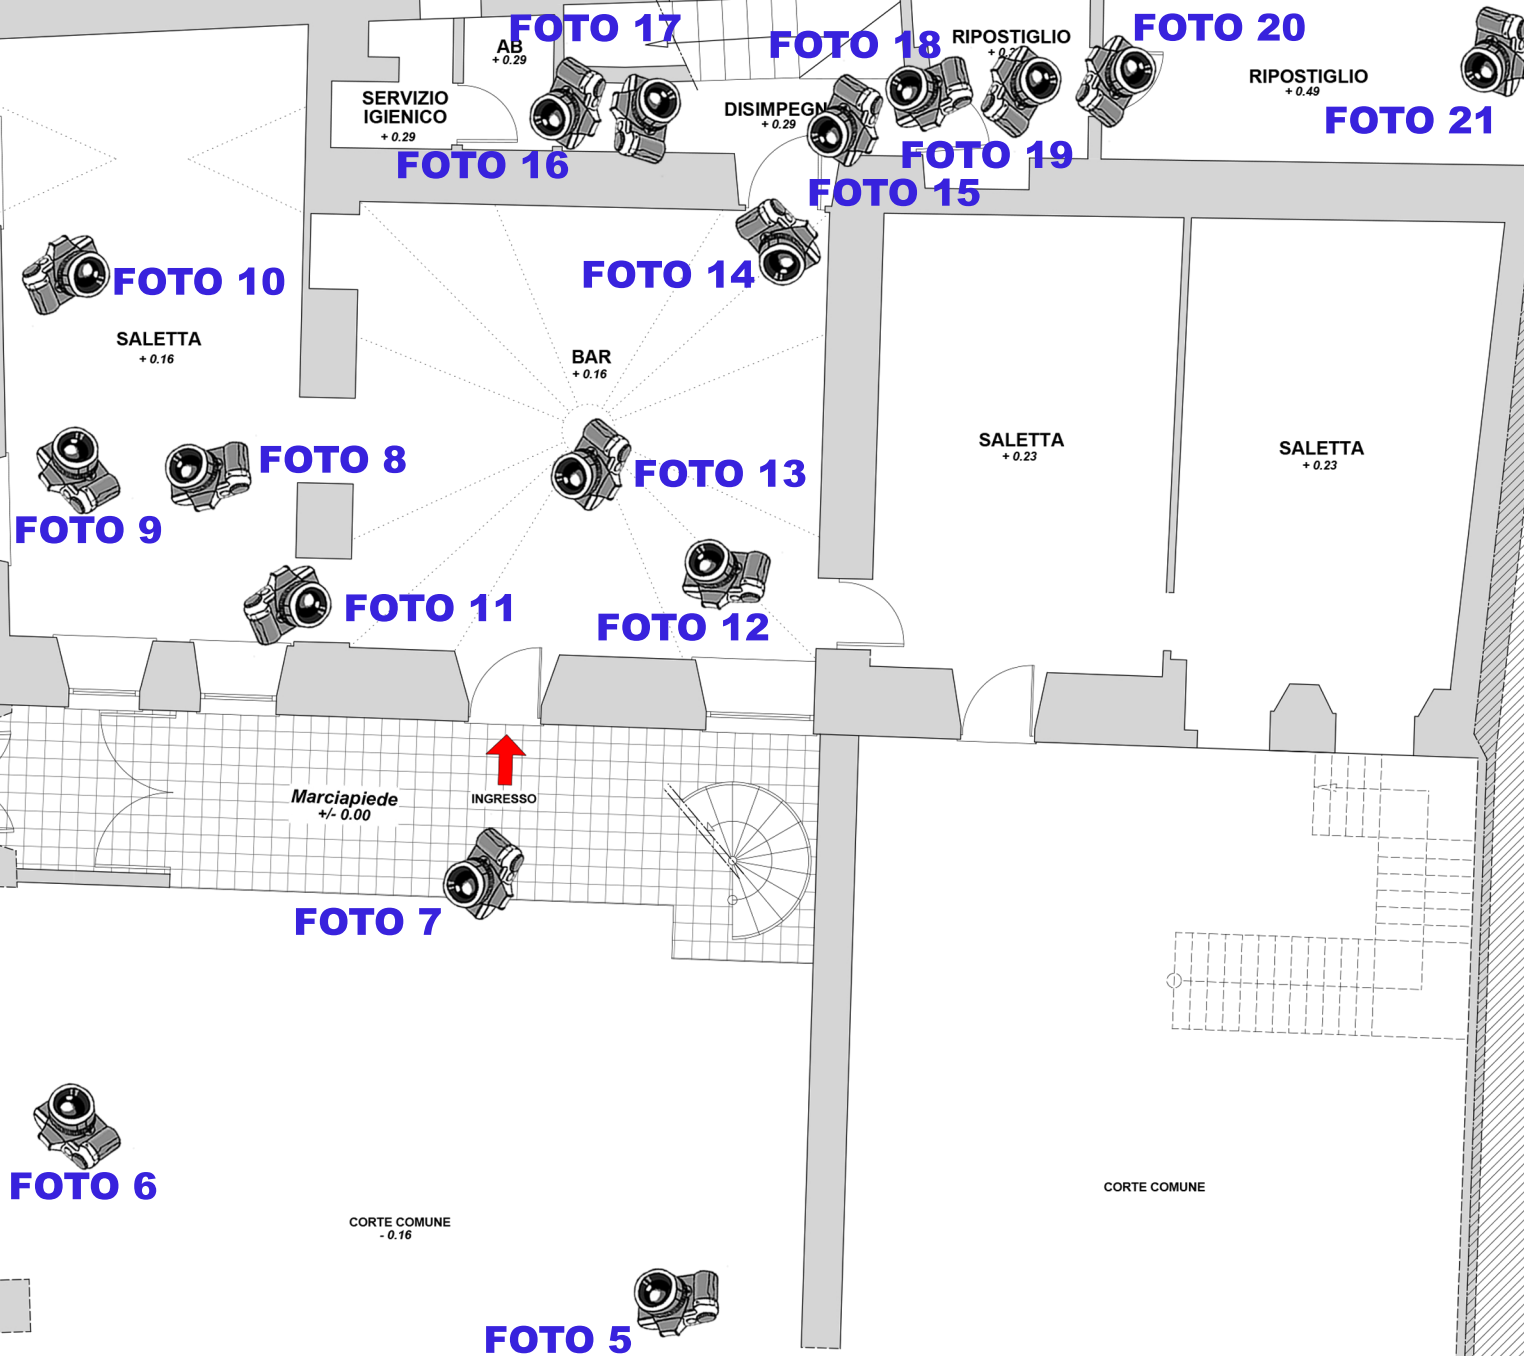 FOTO 17
FOTO 20
FOTO 18
RIPOSTIGLIO
AB
+ 0.29
RIPOSTIGLIO
+ 0.49
SERVIZIO
IGIENICO
+ 0.29
DISIMPEGN
+ 0.29
FOTO 21
FOTO 16
FOTO 19
FOTO 15
FOTO 14
FOTO 10
SALETTA
+ 0.16
BAR
+ 0.16
SALETTA
+ 0.23
SALETTA
+ 0.23
FOTO 8
FOTO 13
FOTO 9
FOTO 11
FOTO 12
Marciapiede
+/- 0.00
INGRESSO
FOTO 7
FOTO 6
CORTE COMUNE
CORTE COMUNE
- 0.16
FOTO 5